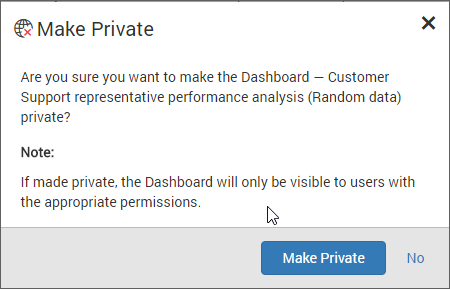 Make Private
Are you sure you want to make the Dashboard — Customer
Support representative performance analysis (Random data)
private?
Note:
If made private, the Dashboard will only be visible to users with
the appropriate permissions.
Make Private No